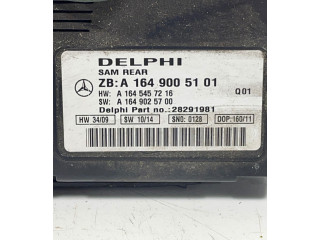 DELPHI
SAM REAR
ZB: A 164 900 51 01
HW: A 164 545 72 16 Q01
SW: A 164 902 57 00
Delphi Part no.: 28291981
HW 34/09 SW 10/14 SNO: 0128 DOP:160/11